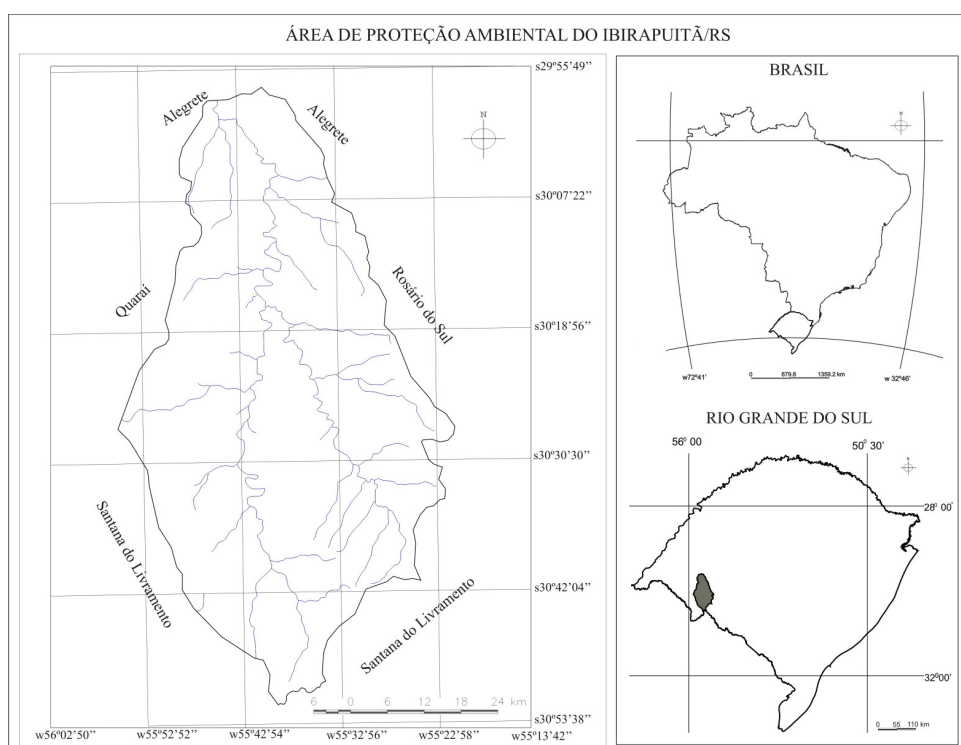 ÁREA DE PROTEÇÃO AMBIENTAL DO IBIRAPUITÃ/RS
s29º55'49''
Alegrete
Alegrete
N
s30º07'22''
Quaraí
Rosário do Sul
s30º18'56''
s30º30'30''
Santana do Livramento
s30º42'04''
Santana do Livramento
6 0 6 12 18 24 km
s30º53'38''
w56º02'50'' w55º52'52'' w55º42'54'' w55º32'56'' w55º22'58'' w55º13'42''
BRASIL
0 679.8 1359.2 km
w72º41' w 32º46'
RIO GRANDE DO SUL
56º 00 50º 30'
28º 00'
32º00'
0 55 110 km